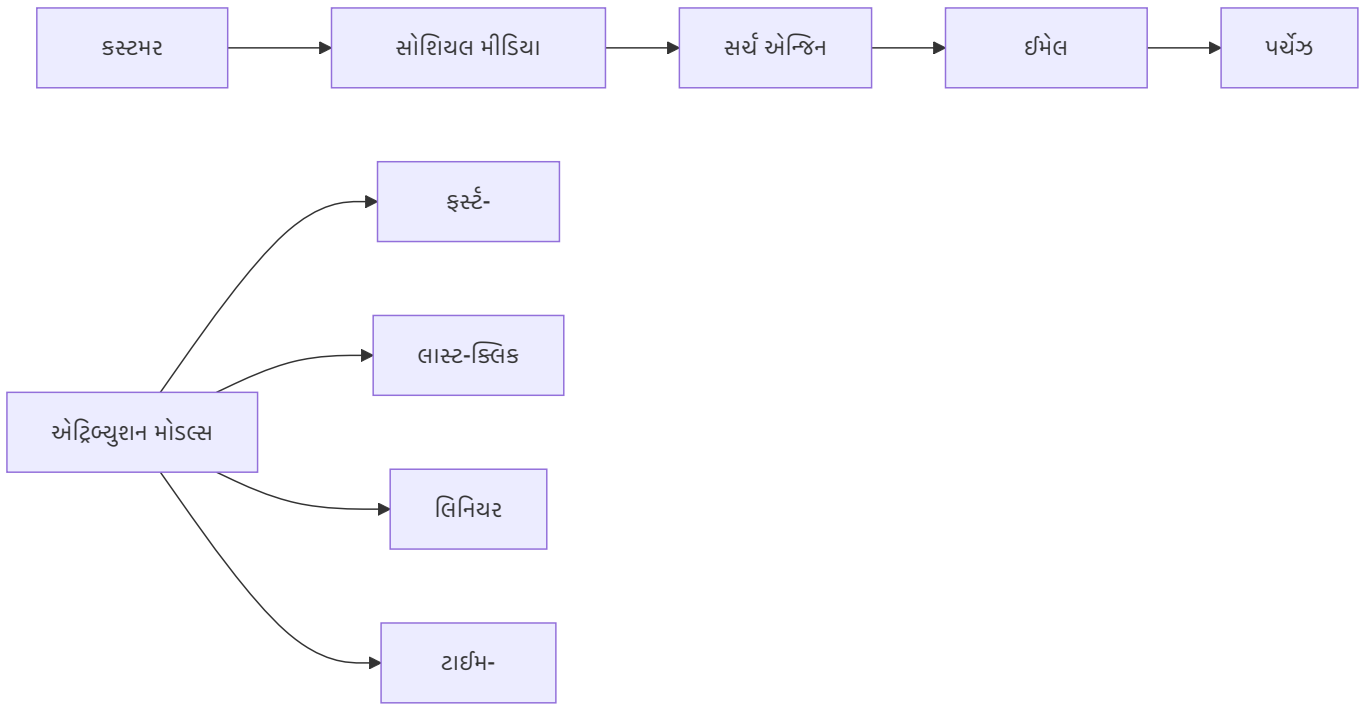 કસ્ટમર
સોશિયલ મીડિયા
સર્ચ એન્જિન
ઈમેલ
પર્ચેઝ
ફર્સ્ટ-
લાસ્ટ-ક્લિક
એટ્રિબ્યુશન મોડલ્સ
લિનિયર
ટાઈમ-